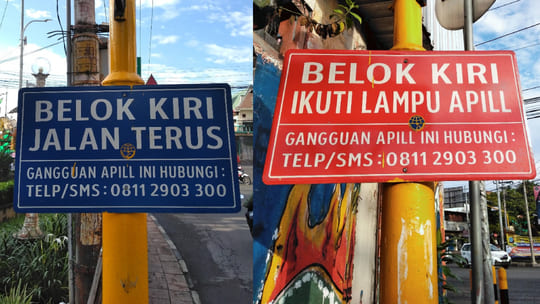 BELOK KIRI
JALAN TERUS
GANGGUAN APILL INI HUBUNGI :
TELP/SMS : 0811 2903 300
BELOK KIRI
IKUTI LAMPU APILL
GANGGUAN APILL INI HUBUNGI :
TELP/SMS : 0811 2903 300